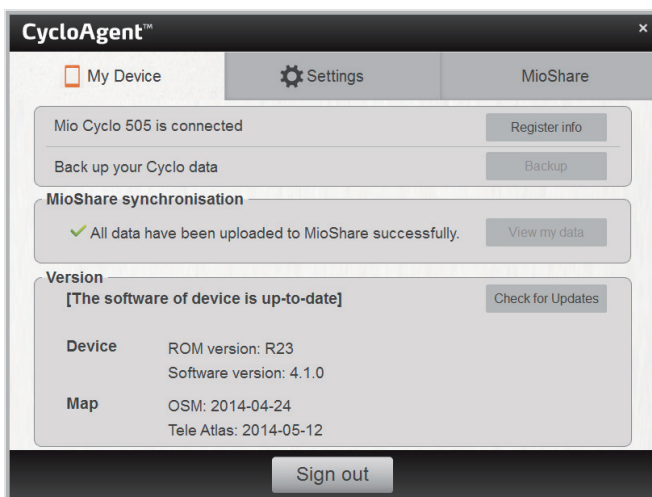 CycloAgent™ ×
My Device Settings MioShare
Mio Cyclo 505 is connected Register info
Back up your Cyclo data Backup
MioShare synchronisation
All data have been uploaded to MioShare successfully. View my data
Version
[The software of device is up-to-date] Check for Updates
Device ROM version: R23
Software version: 4.1.0
Map OSM: 2014-04-24
Tele Atlas: 2014-05-12
Sign out